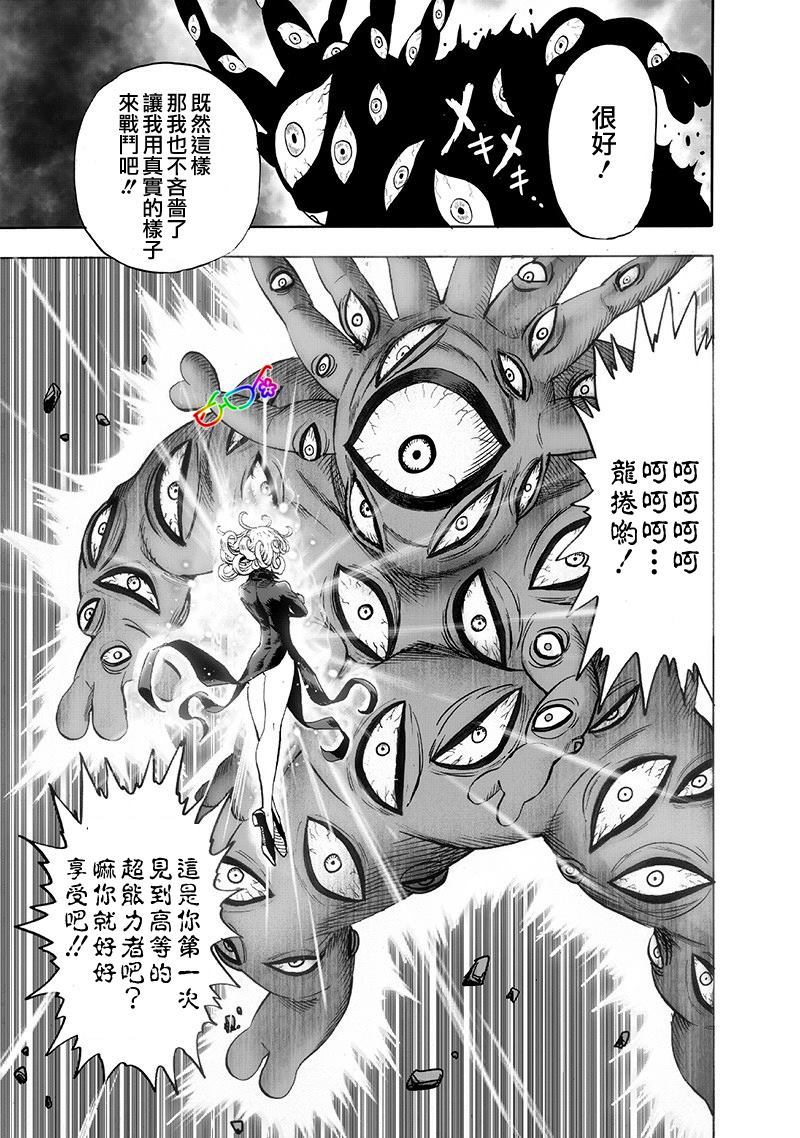 很好！
メキ
メキ..
既然這樣
那我也不吝嗇了
讓我用真實的樣子
來戰鬥吧!!
呵呵呵呵
呵呵呵…
龍捲喲！
這是你第一次
見到高等的
超能力者吧？
嘛你就好好
享受吧!!